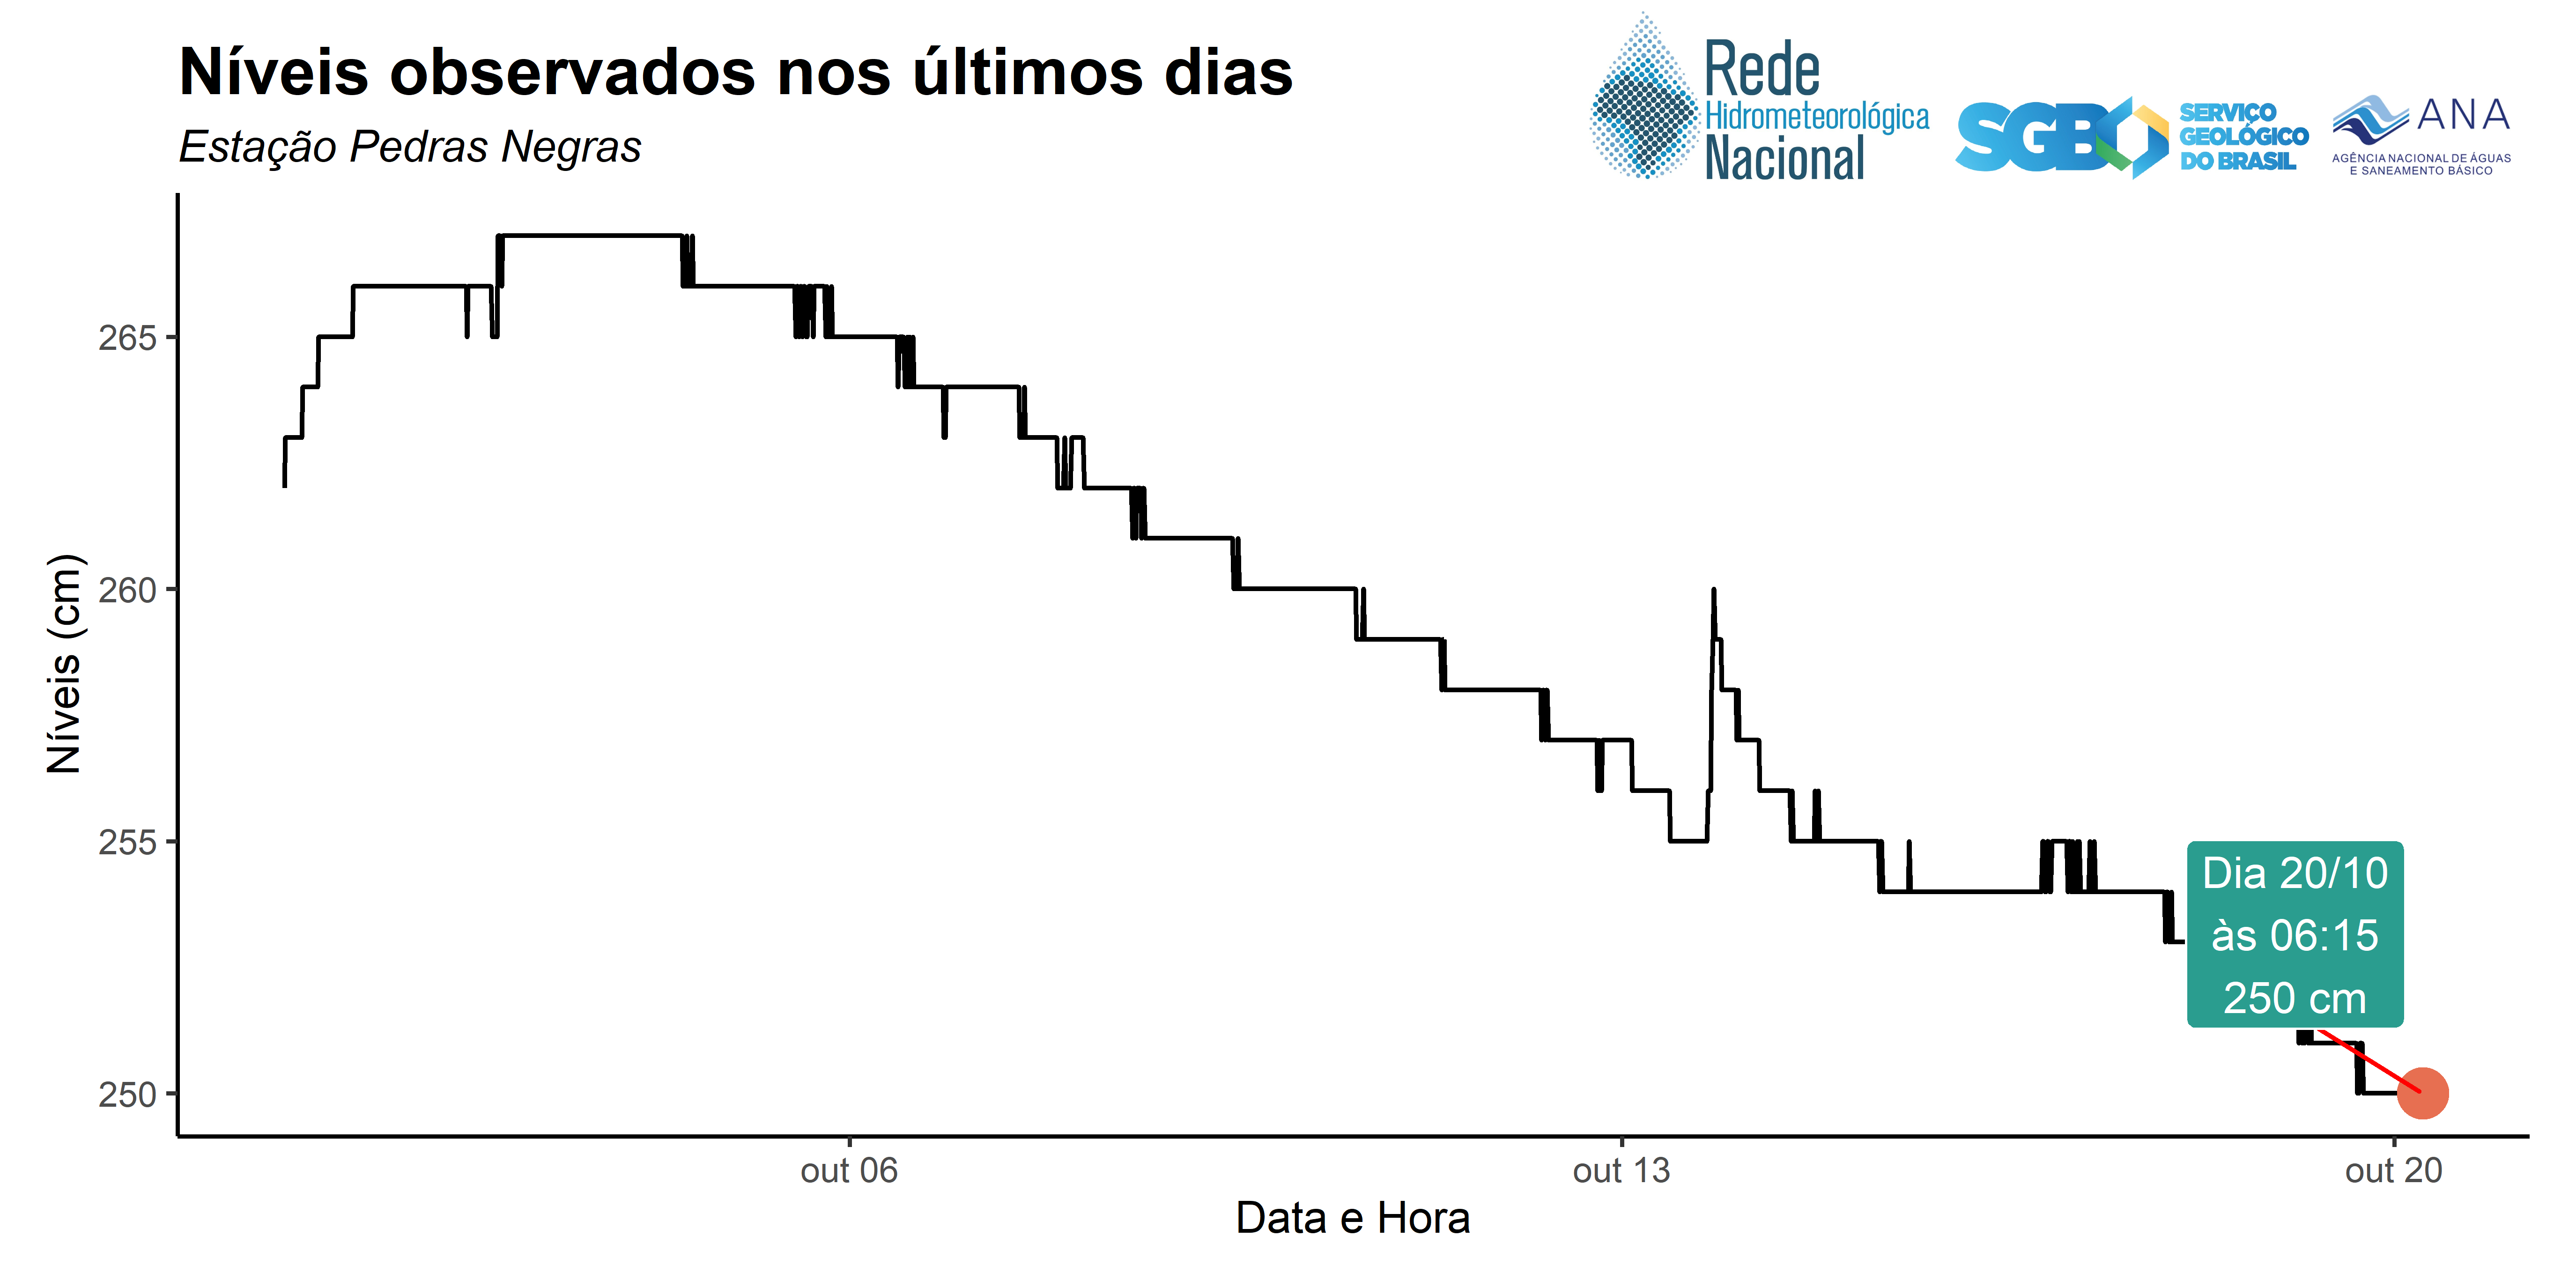 Níveis observados nos últimos dias
Estação Pedras Negras
Rede
Hidrometeorológica
Nacional
SGB
SERVIÇO
GEOLÓGICO
DO BRASIL
ANA
AGÊNCIA NACIONAL DE ÁGUAS
E SANEAMENTO BÁSICO
Níveis (cm)
265
260
255
250
Dia 20/10
às 06:15
250 cm
out 06
out 13
out 20
Data e Hora